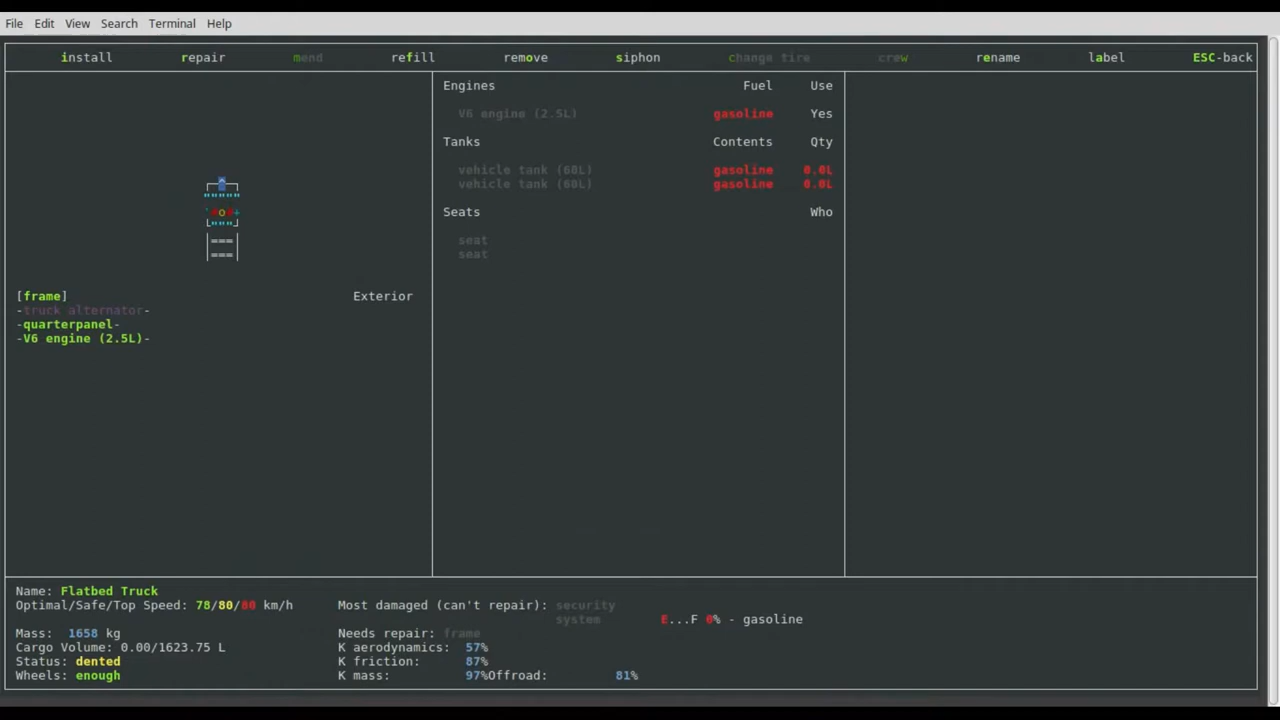 File Edit View Search Terminal Help
install repair mend refill remove siphon change tire crew rename label ESC-back
Engines Fuel Use
V6 engine (2.5L) gasoline Yes
Tanks Contents Qty
vehicle tank (60L) gasoline 0.0L
vehicle tank (60L) gasoline 0.0L
Seats Who
seat
seat
[frame] Exterior
-truck alternator-
-quarterpanel-
-V6 engine (2.5L)-
Name: Flatbed Truck
Optimal/Safe/Top Speed: 78/80/80 km/h Most damaged (can't repair): security
system E...F 0% - gasoline
Mass: 1658 kg Needs repair: frame
Cargo Volume: 0.00/1623.75 L K aerodynamics: 57%
Status: dented K friction: 87%
Wheels: enough K mass: 97%Offroad: 81%